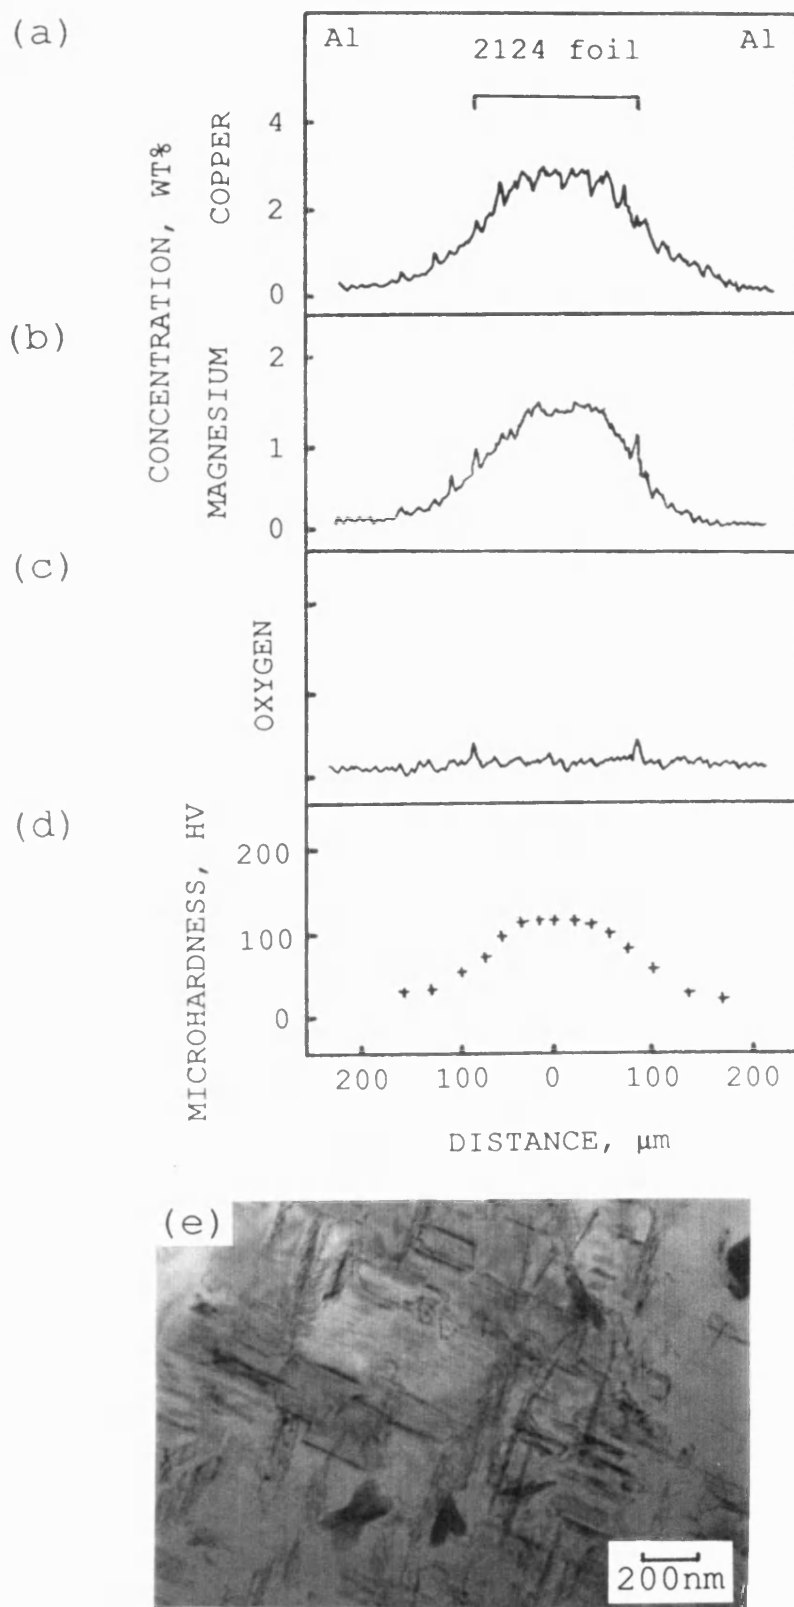 (a)
Al
Al
2124 foil
CONCENTRATION, WT%
COPPER
4
2
0
(b)
MAGNESIUM
2
1
0
(c)
OXYGEN
(d)
MICROHARDNESS, HV
200
100
0
200 100 0 100 200
DISTANCE, µm
(e)
200nm